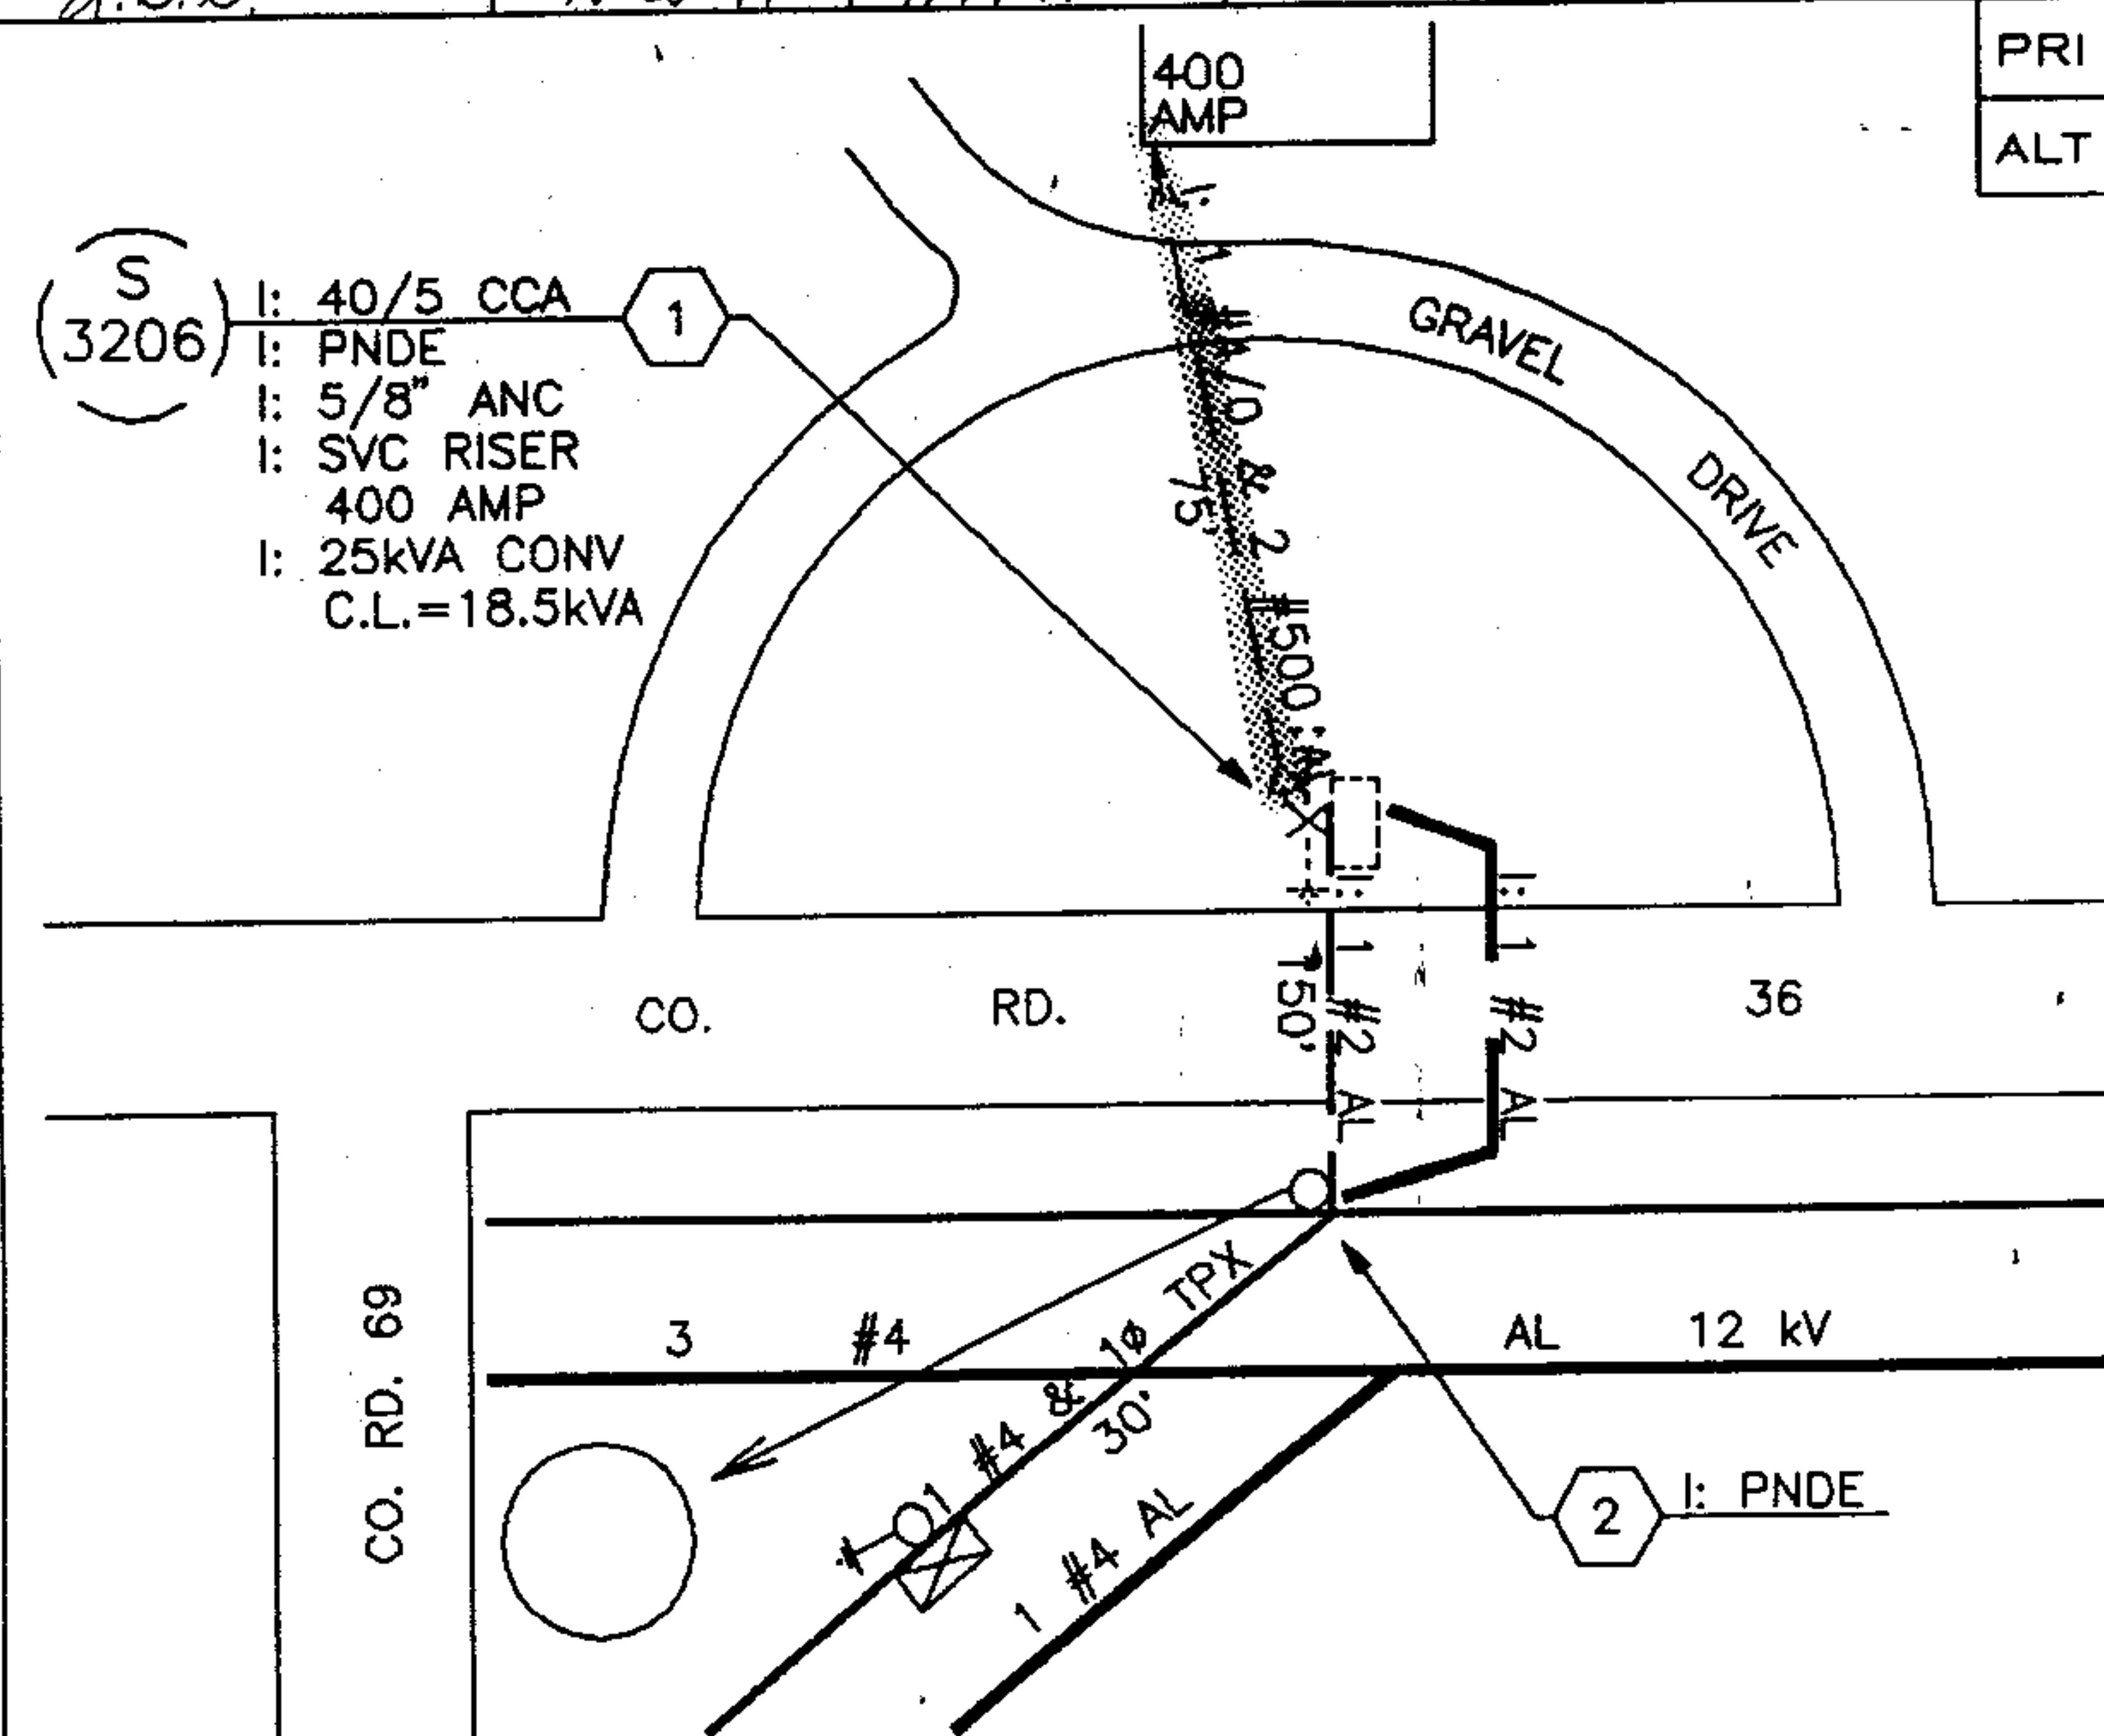 400
AMP
PRI
ALT
S
3206
I: 40/5 CCA
I: PNDE
I: 5/8" ANC
I: SVC RISER
400 AMP
I: 25kVA CONV
C.L.=18.5kVA
1
GRAVEL
DRIVE
75'
& 2 #500
I: 1 #2 AL
150'
I: 1 #2 AL
CO. RD. 36
CO. RD. 69
3 #4 AL 12 kV
1 #4 & 1ϕ TPX
30'
1 #4 AL
2
I: PNDE